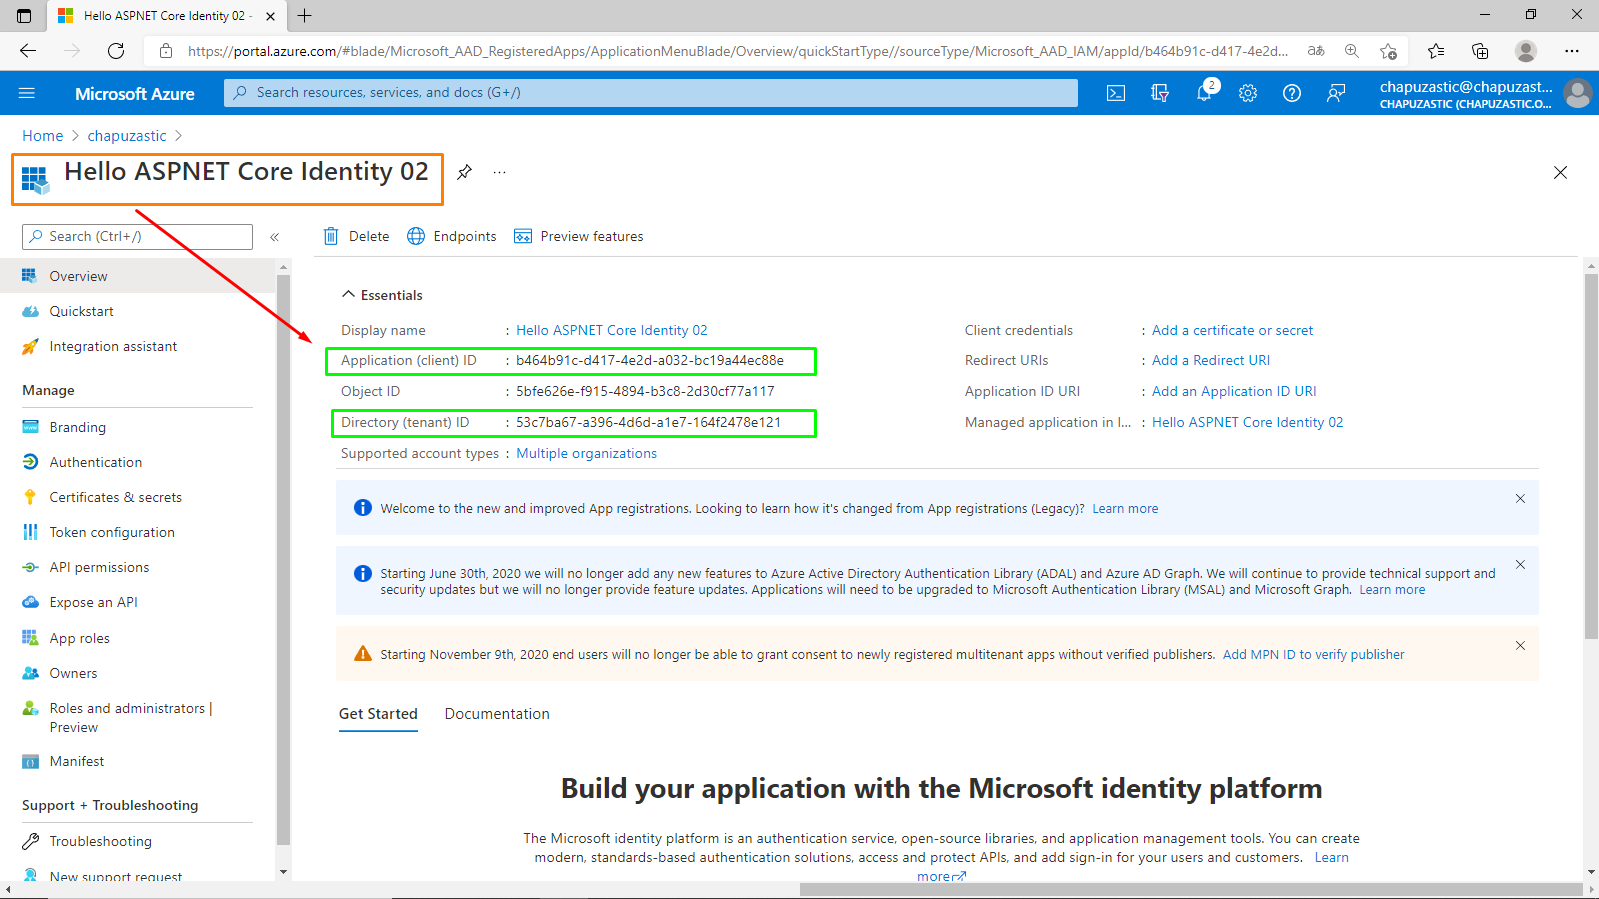 Hello ASPNET Core Identity 02 -
https://portal.azure.com/#blade/Microsoft_AAD_RegisteredApps/ApplicationMenuBlade/Overview/quickStartType//sourceType/Microsoft_AAD_IAM/appId/b464b91c-d417-4e2d...
aあ
Microsoft Azure
Search resources, services, and docs (G+/)
2
chapuzastic@chapuzast...
CHAPUZASTIC (CHAPUZASTIC.O...
Home > chapuzastic >
Hello ASPNET Core Identity 02
...
Search (Ctrl+/)
«
Delete
Endpoints
Preview features
Overview
Quickstart
Integration assistant
Manage
Branding
Authentication
Certificates & secrets
Token configuration
API permissions
Expose an API
App roles
Owners
Roles and administrators |
Preview
Manifest
Support + Troubleshooting
Troubleshooting
New support request
Essentials
Display name : Hello ASPNET Core Identity 02
Application (client) ID : b464b91c-d417-4e2d-a032-bc19a44ec88e
Object ID : 5bfe626e-f915-4894-b3c8-2d30cf77a117
Directory (tenant) ID : 53c7ba67-a396-4d6d-a1e7-164f2478e121
Supported account types : Multiple organizations
Client credentials : Add a certificate or secret
Redirect URIs : Add a Redirect URI
Application ID URI : Add an Application ID URI
Managed application in l... : Hello ASPNET Core Identity 02
Welcome to the new and improved App registrations. Looking to learn how it's changed from App registrations (Legacy)? Learn more
Starting June 30th, 2020 we will no longer add any new features to Azure Active Directory Authentication Library (ADAL) and Azure AD Graph. We will continue to provide technical support and
security updates but we will no longer provide feature updates. Applications will need to be upgraded to Microsoft Authentication Library (MSAL) and Microsoft Graph. Learn more
Starting November 9th, 2020 end users will no longer be able to grant consent to newly registered multitenant apps without verified publishers. Add MPN ID to verify publisher
Get Started
Documentation
Build your application with the Microsoft identity platform
The Microsoft identity platform is an authentication service, open-source libraries, and application management tools. You can create
modern, standards-based authentication solutions, access and protect APIs, and add sign-in for your users and customers. Learn
more